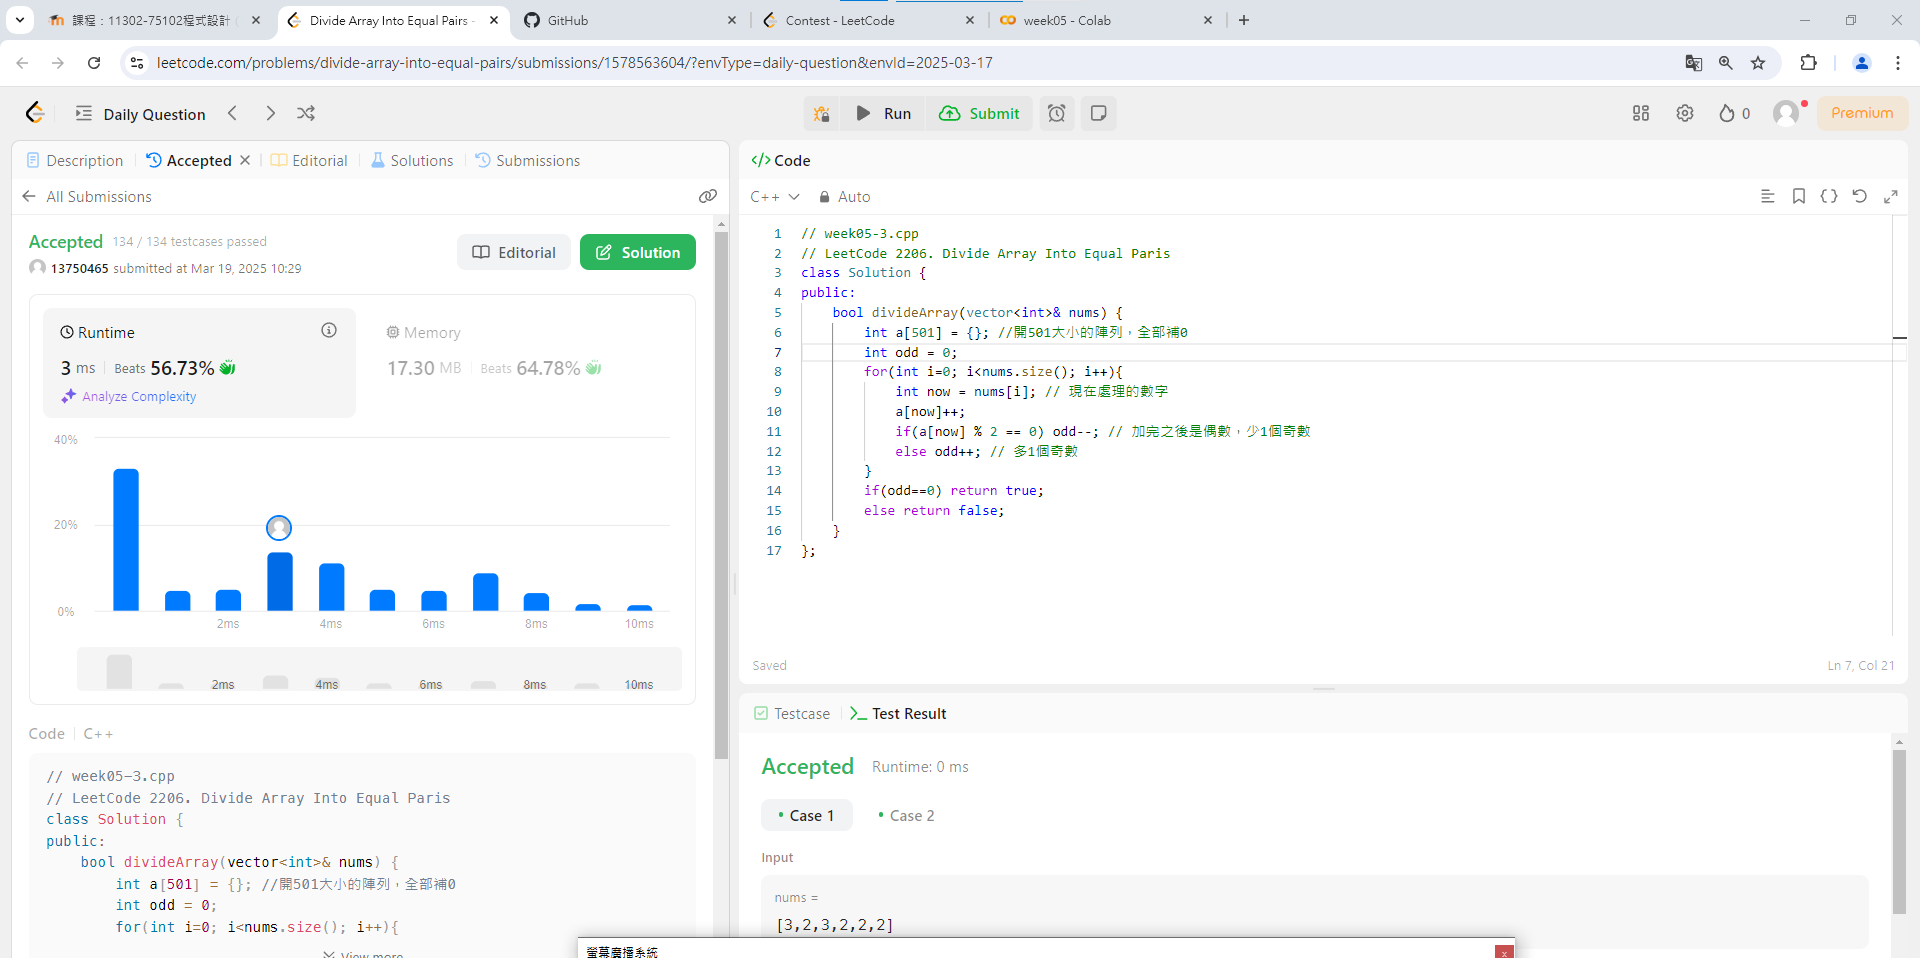 課程：11302-75102程式設計
Divide Array Into Equal Pairs -
GitHub
Contest - LeetCode
week05 - Colab
leetcode.com/problems/divide-array-into-equal-pairs/submissions/1578563604/?envType=daily-question&envId=2025-03-17
Daily Question
Run
Submit
0
Premium
Description
Accepted
Editorial
Solutions
Submissions
All Submissions
Accepted 134 / 134 testcases passed
13750465 submitted at Mar 19, 2025 10:29
Editorial
Solution
Runtime
3 ms Beats 56.73%
Analyze Complexity
Memory
17.30 MB Beats 64.78%
40%
20%
0%
2ms 4ms 6ms 8ms 10ms
2ms 4ms 6ms 8ms 10ms
Code C++
// week05-3.cpp
// LeetCode 2206. Divide Array Into Equal Paris
class Solution {
public:
    bool divideArray(vector<int>& nums) {
        int a[501] = {}; //開501大小的陣列，全部補0
        int odd = 0;
        for(int i=0; i<nums.size(); i++){
View more
Code
C++ Auto
1 // week05-3.cpp
2 // LeetCode 2206. Divide Array Into Equal Paris
3 class Solution {
4 public:
5     bool divideArray(vector<int>& nums) {
6         int a[501] = {}; //開501大小的陣列，全部補0
7         int odd = 0;
8         for(int i=0; i<nums.size(); i++){
9             int now = nums[i]; // 現在處理的數字
10             a[now]++;
11             if(a[now] % 2 == 0) odd--; // 加完之後是偶數，少1個奇數
12             else odd++; // 多1個奇數
13         }
14         if(odd==0) return true;
15         else return false;
16     }
17 };
Saved
Ln 7, Col 21
Testcase
Test Result
Accepted Runtime: 0 ms
Case 1
Case 2
Input
nums =
[3,2,3,2,2,2]
螢幕廣播系統